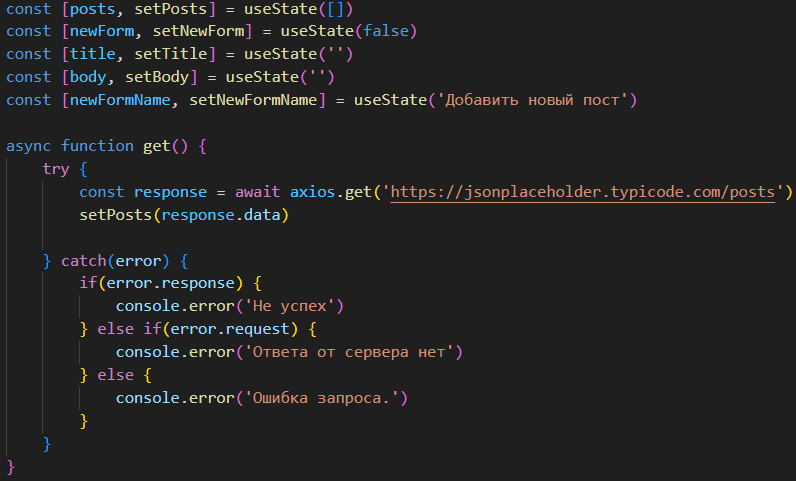 const [posts, setPosts] = useState([])
const [newForm, setNewForm] = useState(false)
const [title, setTitle] = useState('')
const [body, setBody] = useState('')
const [newFormName, setNewFormName] = useState('Добавить новый пост')
async function get() {
try {
const response = await axios.get('https://jsonplaceholder.typicode.com/posts')
setPosts(response.data)
} catch(error) {
if(error.response) {
console.error('Не успех')
} else if(error.request) {
console.error('Ответа от сервера нет')
} else {
console.error('Ошибка запроса.')
}
}
}